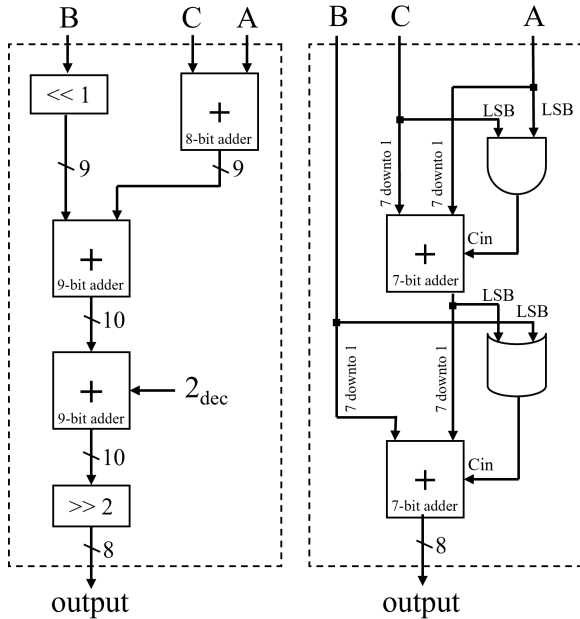 B
C
A
<< 1
+
8-bit adder
9
9
+
9-bit adder
10
+
9-bit adder
2dec
10
>> 2
8
output
B
C
A
LSB
LSB
7 downto 1
7 downto 1
Cin
+
7-bit adder
LSB
LSB
7 downto 1
7 downto 1
Cin
+
7-bit adder
8
output